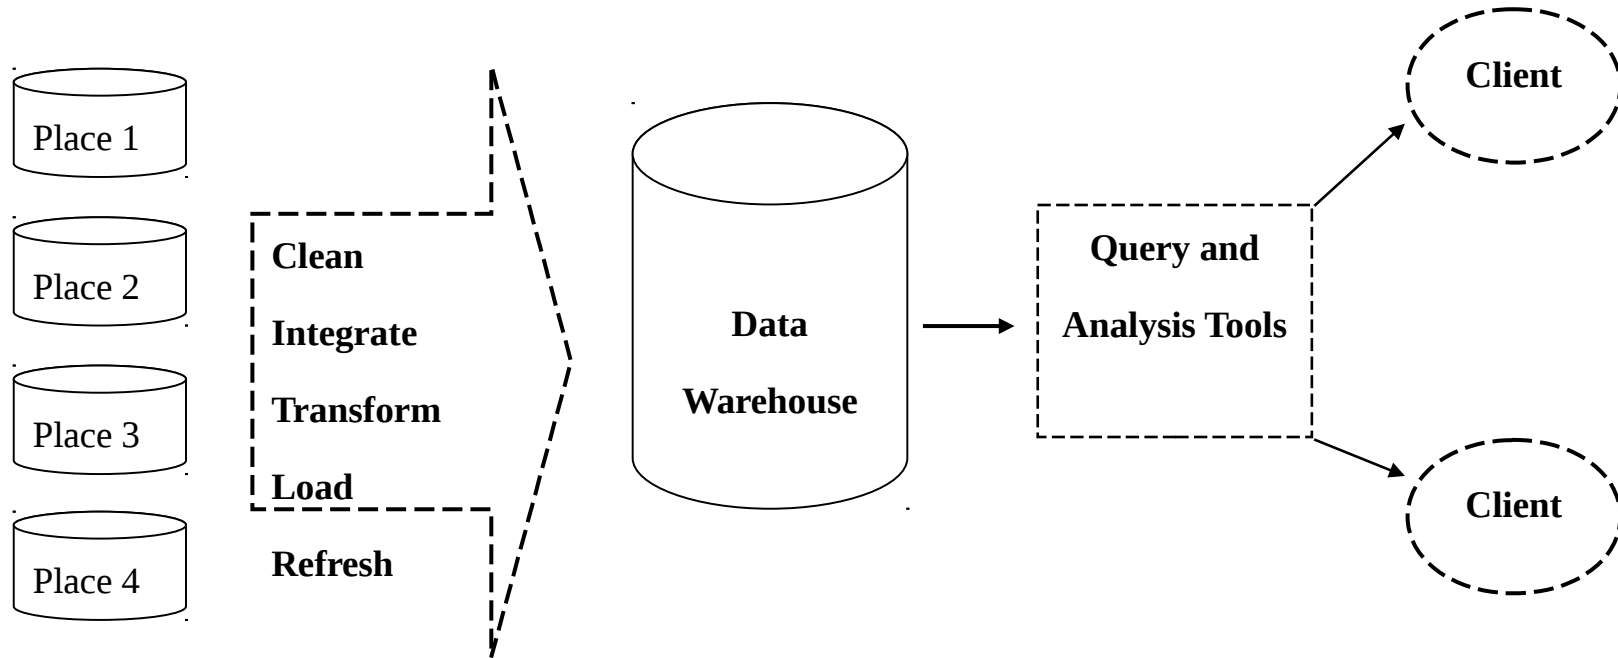 Place 1
Place 2
Place 3
Place 4
Clean
Integrate
Transform
Load
Refresh
Data
Warehouse
Query and
Analysis Tools
Client
Client